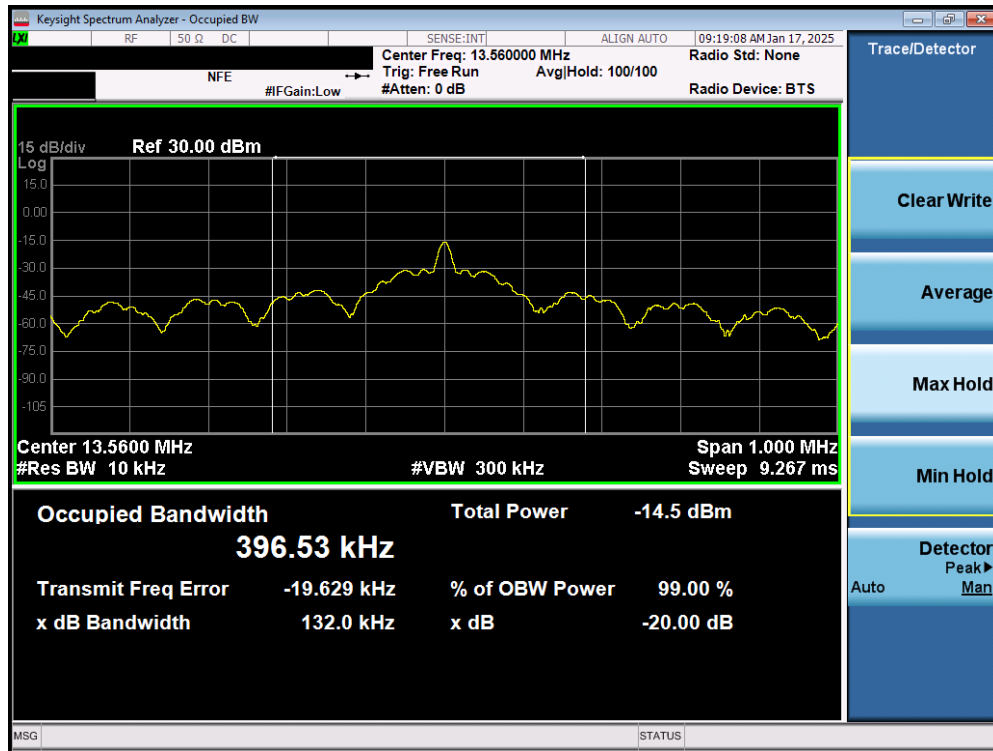 Keysight Spectrum Analyzer - Occupied BW
LXI RF 50 Ω DC SENSE:INT ALIGN AUTO 09:19:08 AM Jan 17, 2025
Center Freq: 13.560000 MHz Radio Std: None
NFE Trig: Free Run Avg|Hold: 100/100
#IFGain:Low #Atten: 0 dB Radio Device: BTS
Trace/Detector
15 dB/div Ref 30.00 dBm
Log
15.0
0.00
-15.0
-30.0
-45.0
-60.0
-75.0
-90.0
-105
Center 13.5600 MHz Span 1.000 MHz
#Res BW 10 kHz #VBW 300 kHz Sweep 9.267 ms
Occupied Bandwidth Total Power -14.5 dBm
396.53 kHz
Transmit Freq Error -19.629 kHz % of OBW Power 99.00 %
x dB Bandwidth 132.0 kHz x dB -20.00 dB
Clear Write
Average
Max Hold
Min Hold
Detector
Peak▶
Auto Man
MSG STATUS